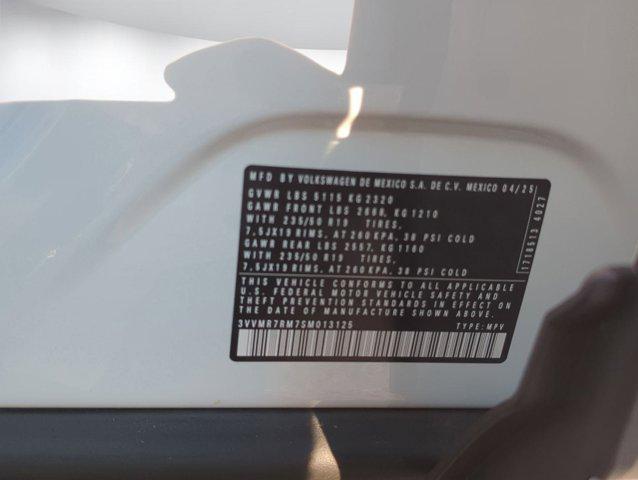 MFD BY VOLKSWAGEN DE MEXICO S.A. DE C.V. MEXICO 04/25
GVWR LBS 5115 KG 2320
GAWR FRONT LBS 2668, KG 1210
WITH 235/50 R19 TIRES,
7,5JX19 RIMS, AT 260 KPA, 38 PSI COLD
GAWR REAR LBS 2557, KG 1160
WITH 235/50 R19 TIRES,
7,5JX19 RIMS, AT 260 KPA, 38 PSI COLD
THIS VEHICLE CONFORMS TO ALL APPLICABLE
U.S. FEDERAL MOTOR VEHICLE SAFETY AND
THEFT PREVENTION STANDARDS IN EFFECT ON
THE DATE OF MANUFACTURE SHOWN ABOVE.
3VVMR7RM7SM013125 TYPE: MPV
1718513 4027